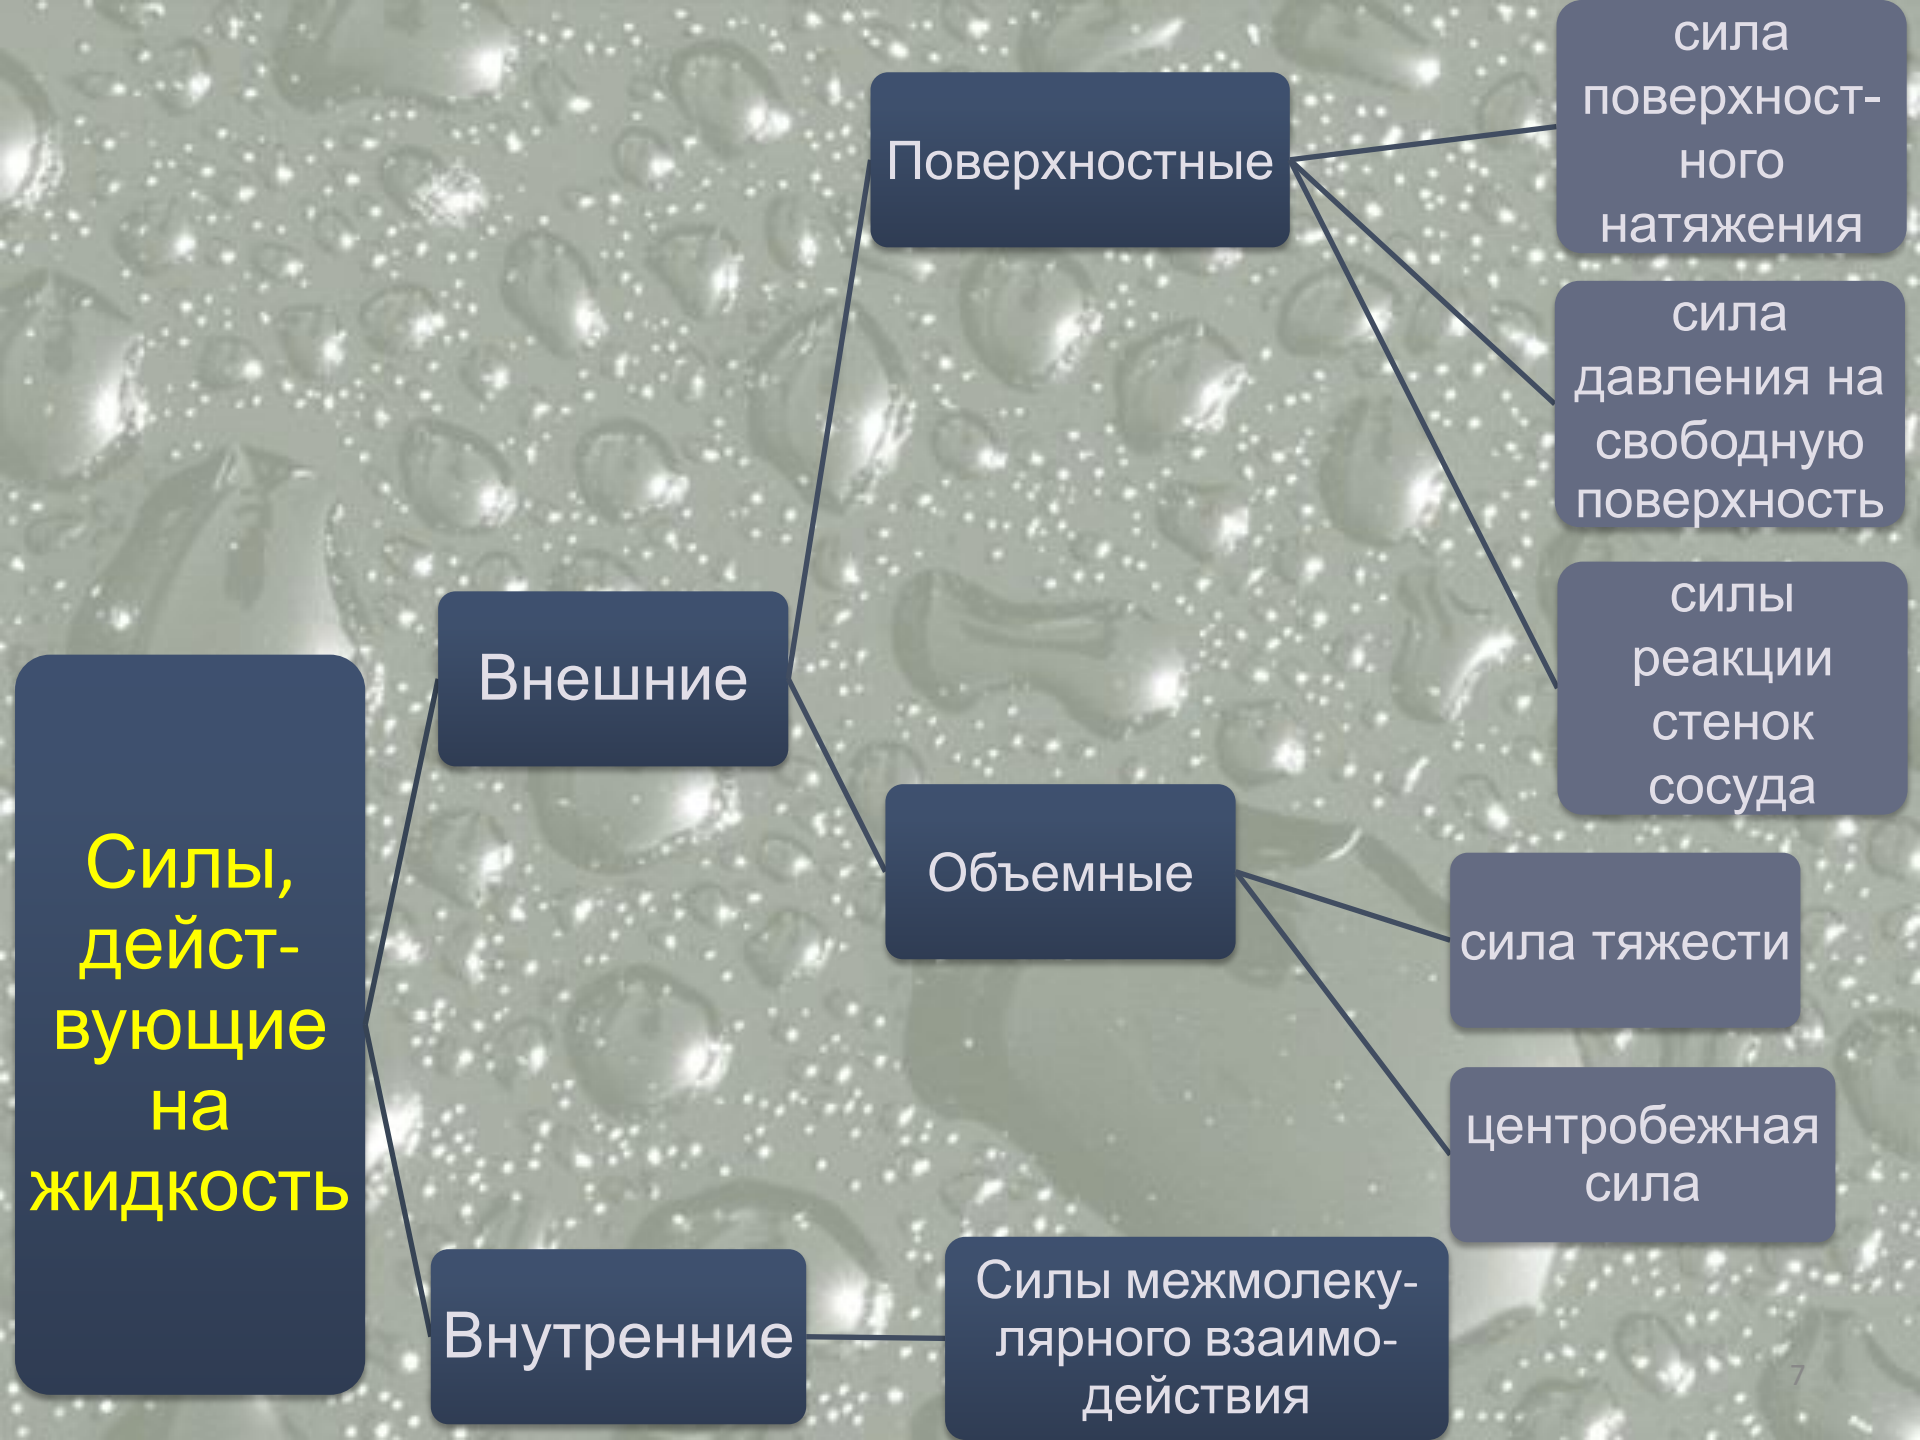 Силы,
дейст-
вующие
на
жидкость
Внешние
Поверхностные
сила
поверхност-
ного
натяжения
сила
давления на
свободную
поверхность
силы
реакции
стенок
сосуда
Объемные
сила тяжести
центробежная
сила
Внутренние
Силы межмолеку-
лярного взаимо-
действия
7